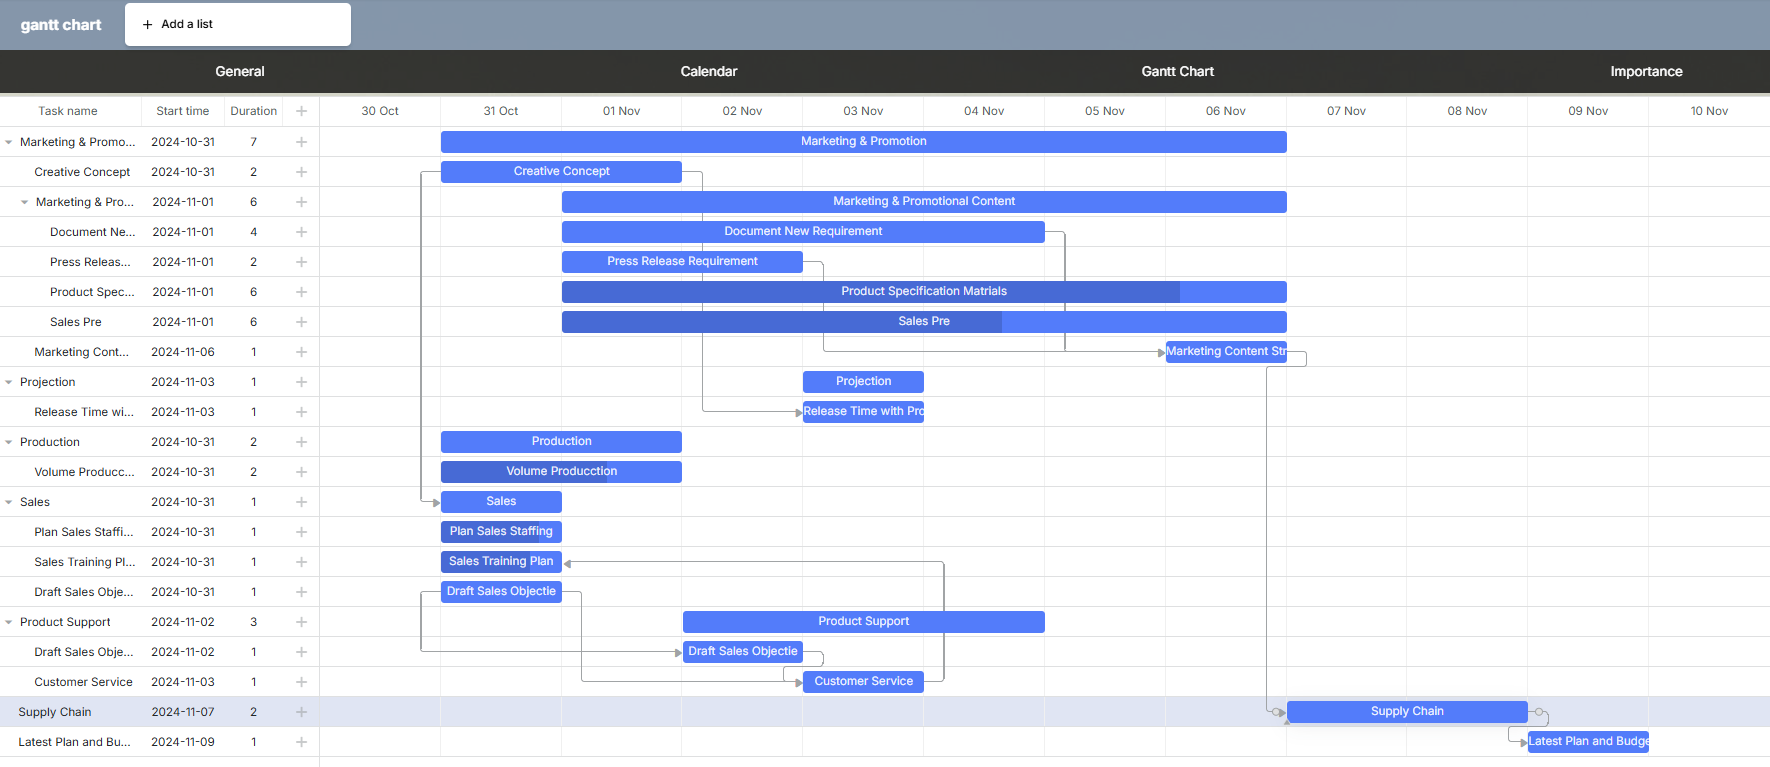 gantt chart
+ Add a list
General Calendar Gantt Chart Importance
Task name Start time Duration + 30 Oct 31 Oct 01 Nov 02 Nov 03 Nov 04 Nov 05 Nov 06 Nov 07 Nov 08 Nov 09 Nov 10 Nov
Marketing & Promo... 2024-10-31 7 + Marketing & Promotion
Creative Concept 2024-10-31 2 + Creative Concept
Marketing & Pro... 2024-11-01 6 + Marketing & Promotional Content
Document Ne... 2024-11-01 4 + Document New Requirement
Press Releas... 2024-11-01 2 + Press Release Requirement
Product Spec... 2024-11-01 6 + Product Specification Matrials
Sales Pre 2024-11-01 6 + Sales Pre
Marketing Cont... 2024-11-06 1 + Marketing Content Str
Projection 2024-11-03 1 + Projection
Release Time wi... 2024-11-03 1 + Release Time with Pro
Production 2024-10-31 2 + Production
Volume Producc... 2024-10-31 2 + Volume Producction
Sales 2024-10-31 1 + Sales
Plan Sales Staffi... 2024-10-31 1 + Plan Sales Staffing
Sales Training Pl... 2024-10-31 1 + Sales Training Plan
Draft Sales Obje... 2024-10-31 1 + Draft Sales Objectie
Product Support 2024-11-02 3 + Product Support
Draft Sales Obje... 2024-11-02 1 + Draft Sales Objectie
Customer Service 2024-11-03 1 + Customer Service
Supply Chain 2024-11-07 2 + Supply Chain
Latest Plan and Bu... 2024-11-09 1 + Latest Plan and Budge